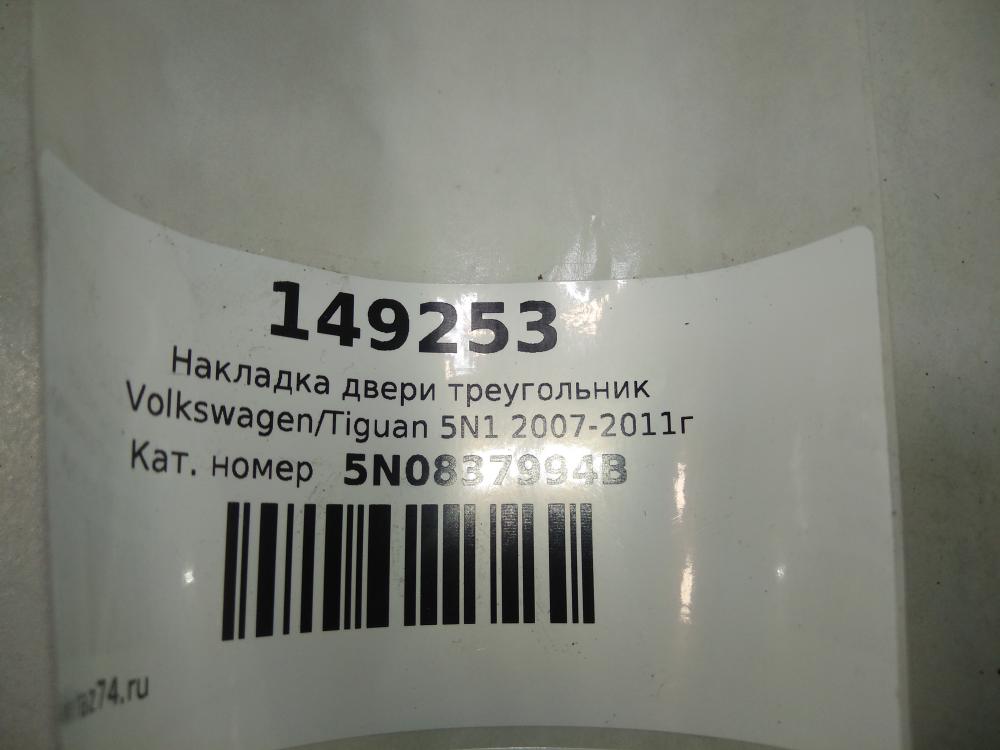 149253
Накладка двери треугольник
Volkswagen/Tiguan 5N1 2007-2011г
Кат. номер 5N0837994B